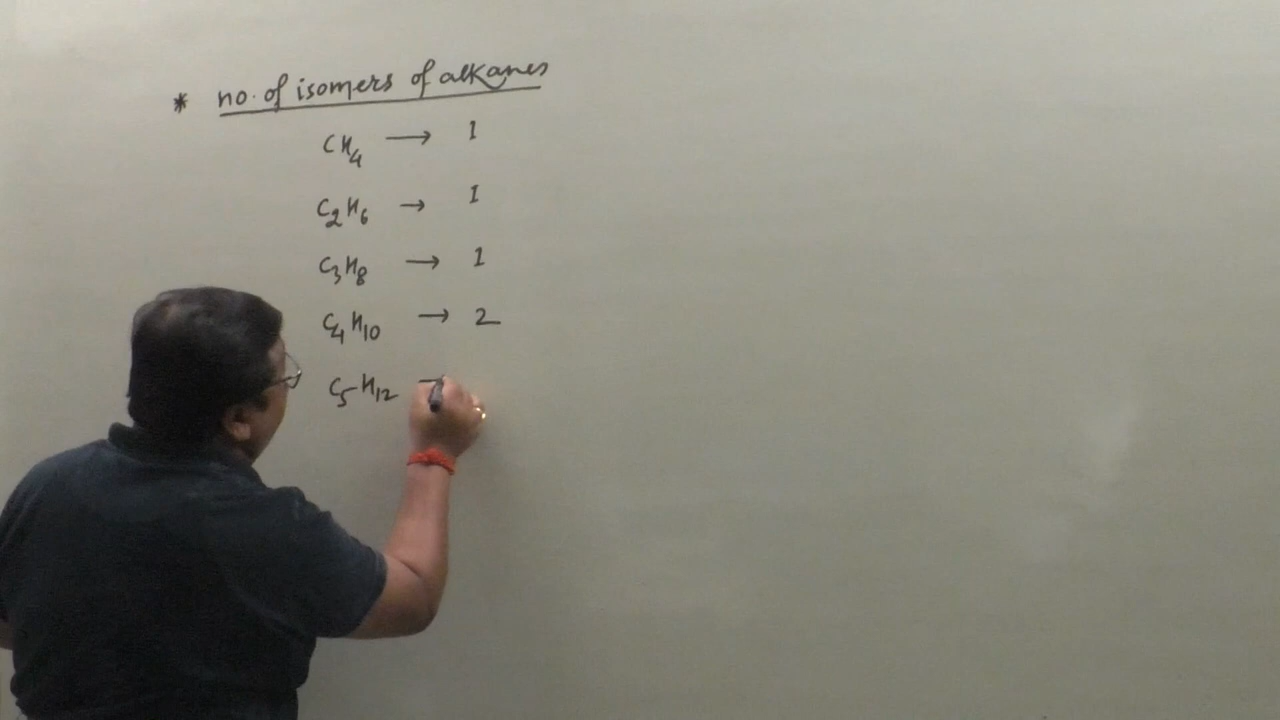 * no. of isomers of alkanes
CH₄ → 1
C₂H₆ → 1
C₃H₈ → 1
C₄H₁₀ → 2
C₅H₁₂